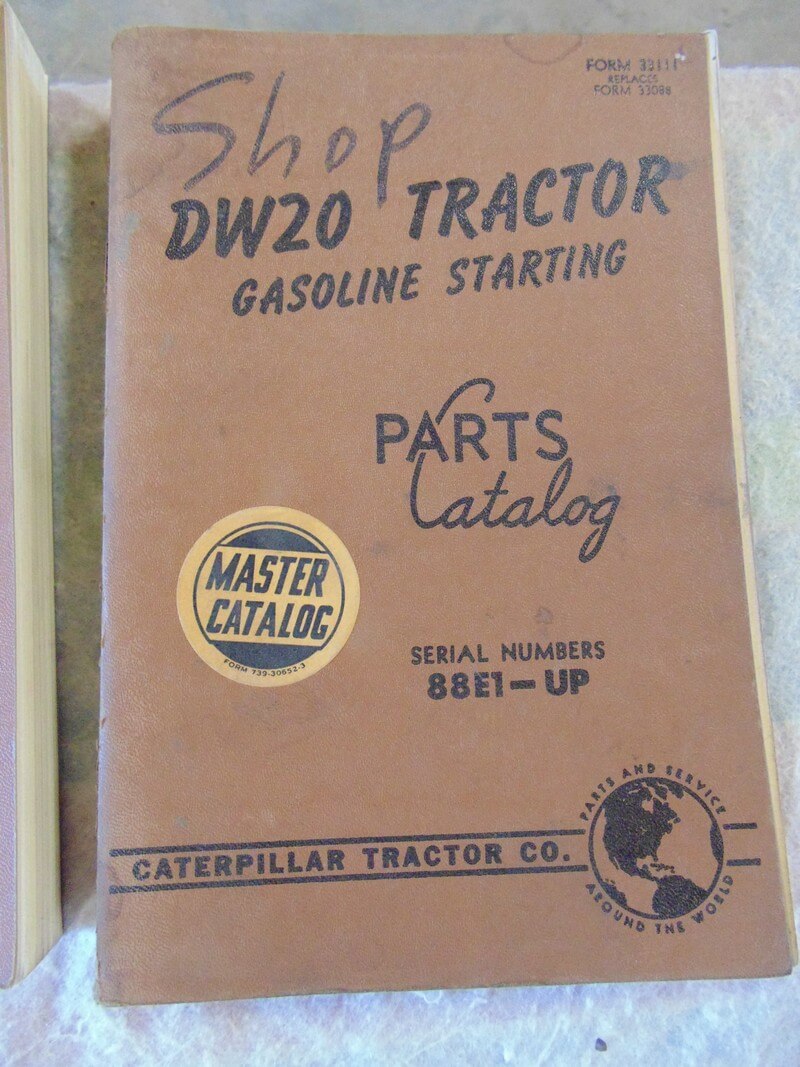 FORM 33111
REPLACES
FORM 33098
Shop
DW20 TRACTOR
GASOLINE STARTING
PARTS
Catalog
MASTER
CATALOG
FORM 739-30652-3
SERIAL NUMBERS
88E1-UP
PARTS AND SERVICE
CATERPILLAR TRACTOR CO.
AROUND THE WORLD